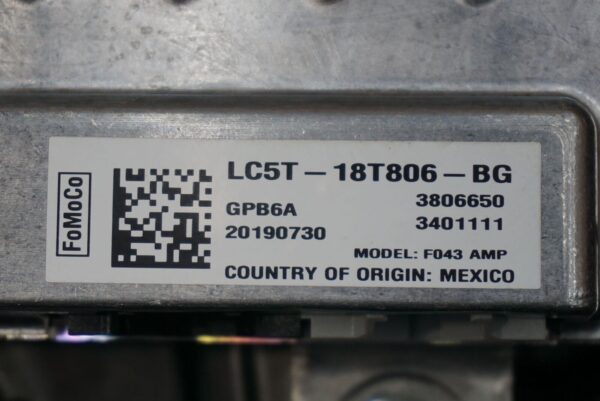 FoMoCo
LC5T-18T806-BG
GPB6A 3806650
20190730 3401111
MODEL: F043 AMP
COUNTRY OF ORIGIN: MEXICO